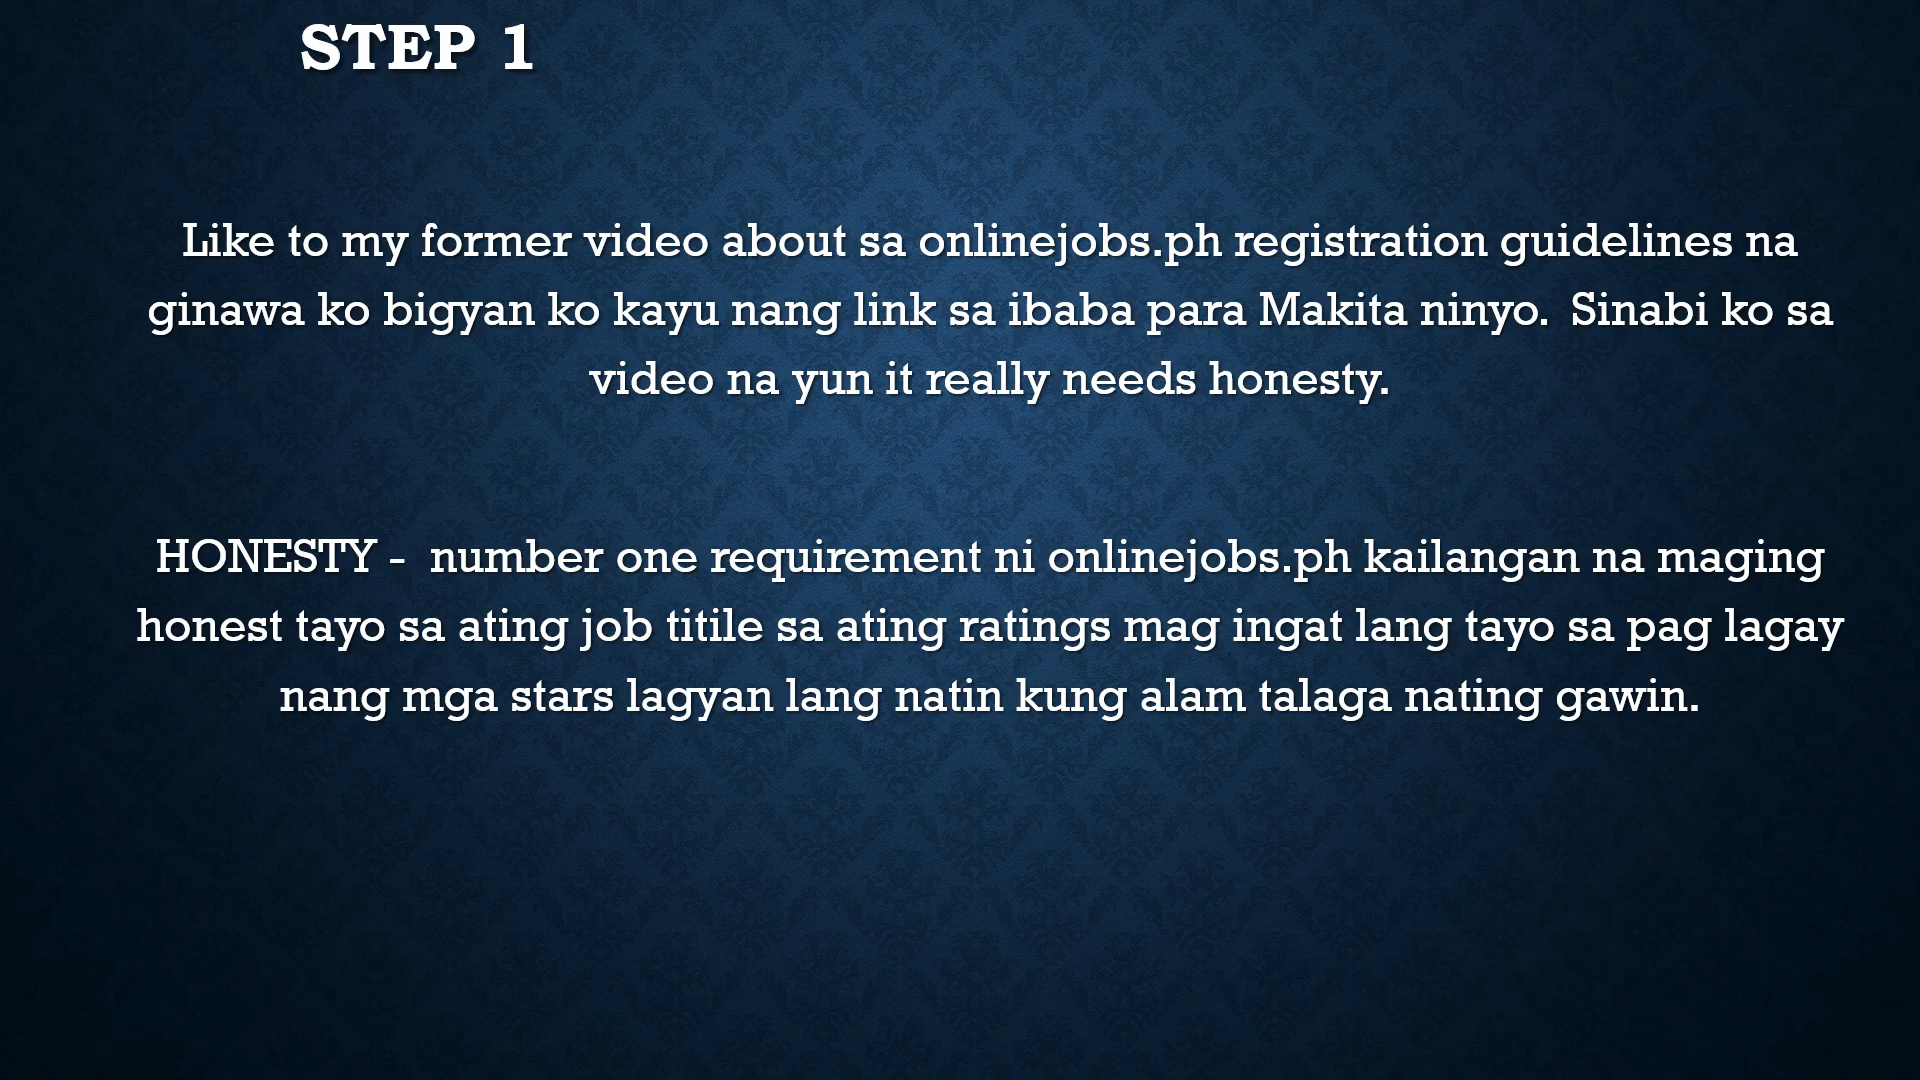 STEP 1
Like to my former video about sa onlinejobs.ph registration guidelines na
ginawa ko bigyan ko kayu nang link sa ibaba para Makita ninyo.  Sinabi ko sa
video na yun it really needs honesty.
HONESTY -  number one requirement ni onlinejobs.ph kailangan na maging
honest tayo sa ating job titile sa ating ratings mag ingat lang tayo sa pag lagay
nang mga stars lagyan lang natin kung alam talaga nating gawin.